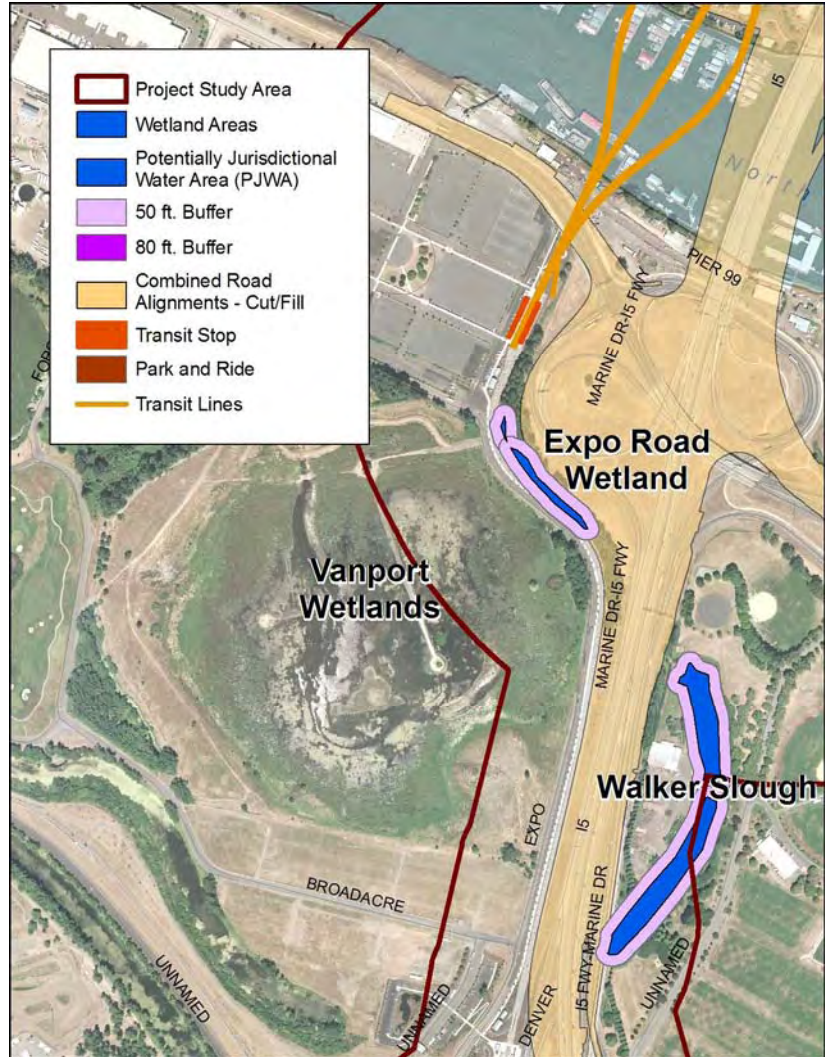 Project Study Area
Wetland Areas
Potentially Jurisdictional
Water Area (PJWA)
50 ft. Buffer
80 ft. Buffer
Combined Road
Alignments - Cut/Fill
Transit Stop
Park and Ride
Transit Lines
I5
North
PIER 99
MARINE DR-I5 FWY
Expo Road
Wetland
Vanport
Wetlands
MARINE DR-I5 FWY
Walker Slough
EXPO
I5
BROADACRE
I5 FWY-MARINE DR
UNNAMED
UNNAMED
UNNAMED
DENVER